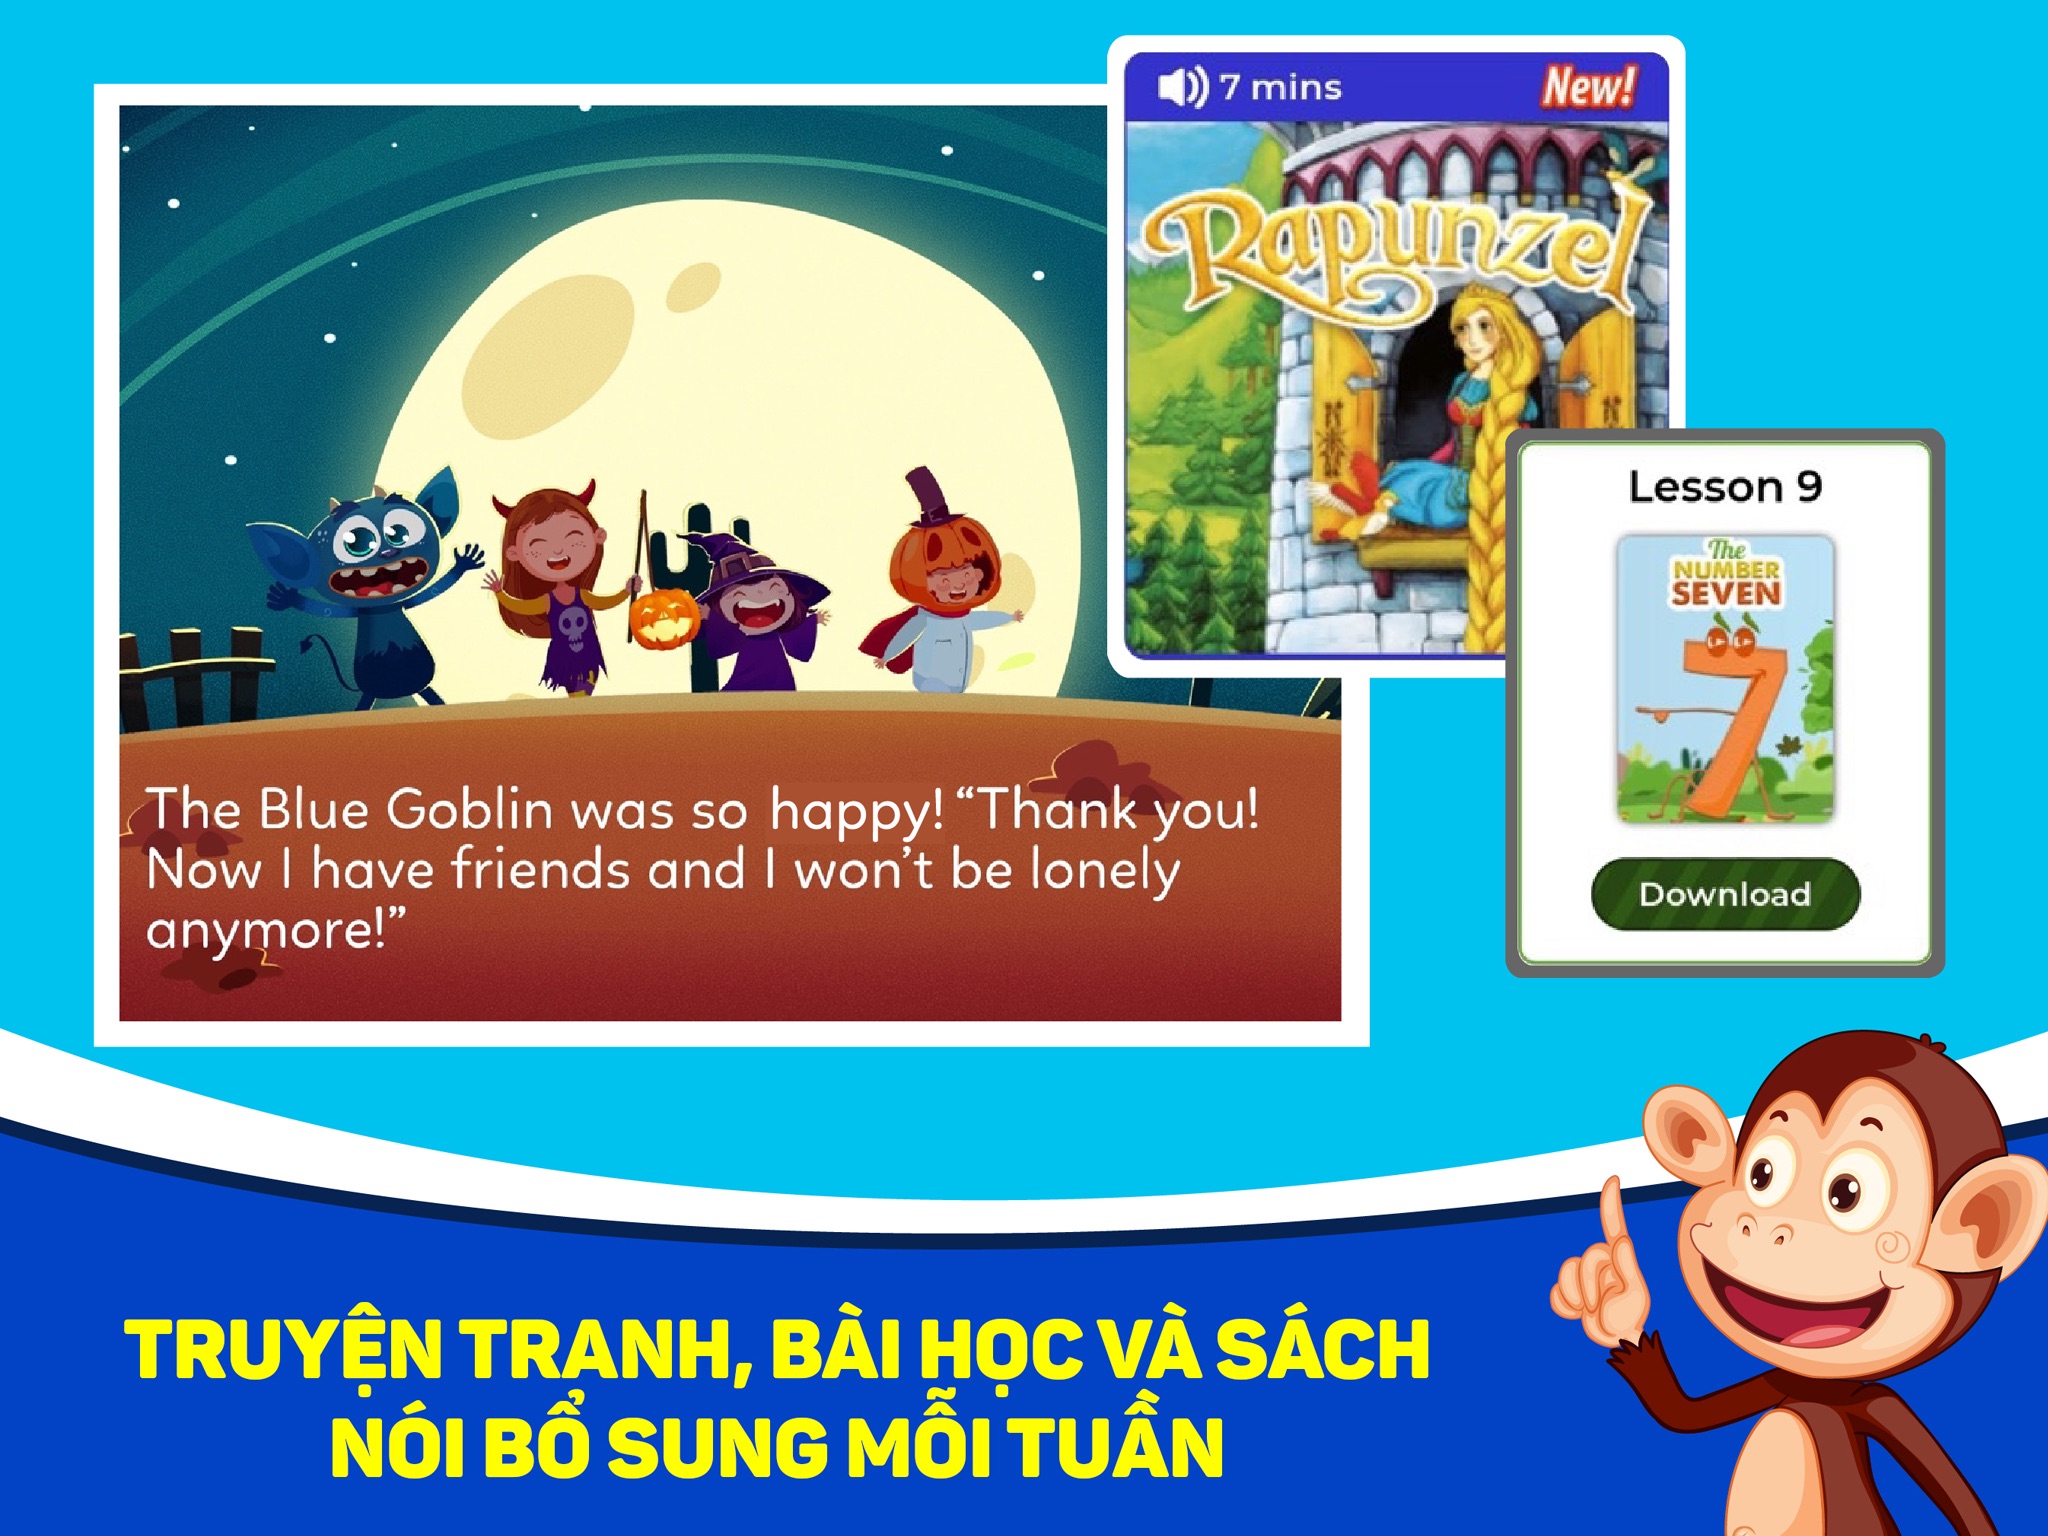 7 mins
New!
Rapunzel
Lesson 9
The
NUMBER
SEVEN
7
Download
The Blue Goblin was so happy! “Thank you!
Now I have friends and I won’t be lonely
anymore!”
TRUYỆN TRANH, BÀI HỌC VÀ SÁCH
NÓI BỔ SUNG MỖI TUẦN